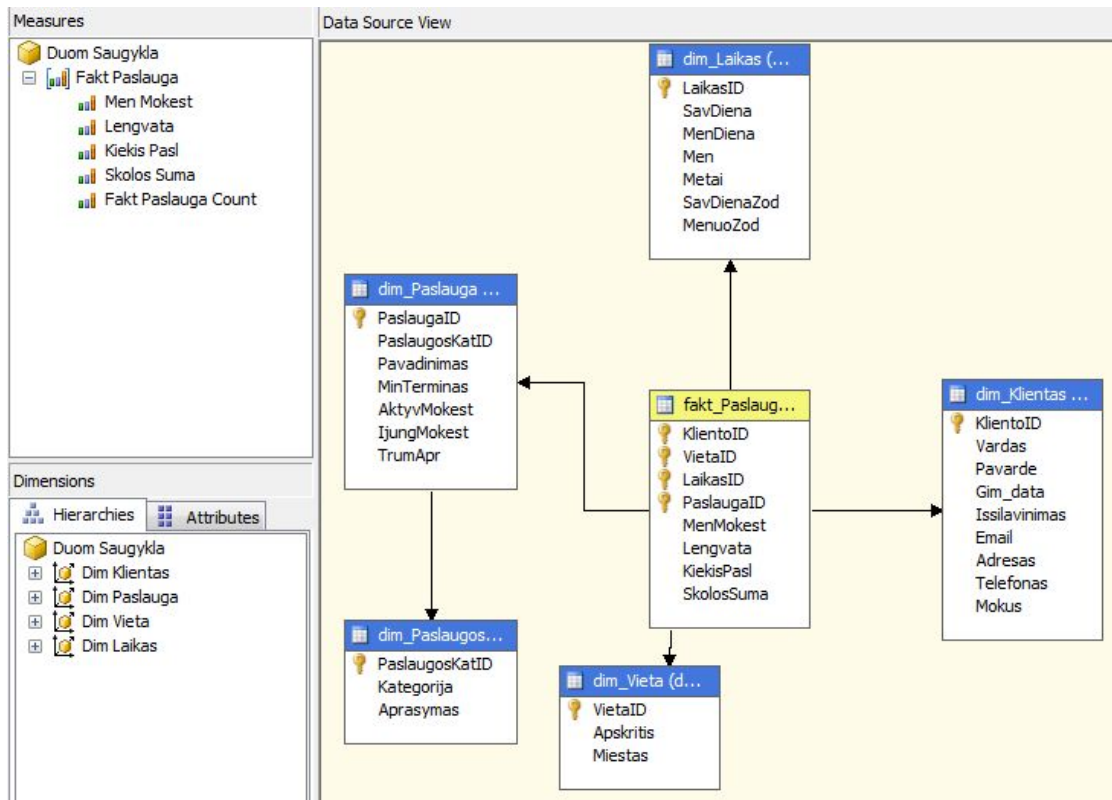 Measures
Duom Saugykla
Fakt Paslauga
Men Mokest
Lengvata
Kiekis Pasl
Skolos Suma
Fakt Paslauga Count
Dimensions
Hierarchies
Attributes
Duom Saugykla
Dim Klientas
Dim Paslauga
Dim Vieta
Dim Laikas
Data Source View
dim_Laikas (...
LaikasID
SavDiena
MenDiena
Men
Metai
SavDienaZod
MenuoZod
dim_Paslauga ...
PaslaugaID
PaslaugosKatID
Pavadinimas
MinTerminas
AktyvMokest
IjungMokest
TrumApr
fakt_Paslaug...
KlientoID
VietaID
LaikasID
PaslaugaID
MenMokest
Lengvata
KiekisPasl
SkolosSuma
dim_Klientas ...
KlientoID
Vardas
Pavarde
Gim_data
Issilavinimas
Email
Adresas
Telefonas
Mokus
dim_Paslaugos...
PaslaugosKatID
Kategorija
Aprasymas
dim_Vieta (d...
VietaID
Apskritis
Miestas